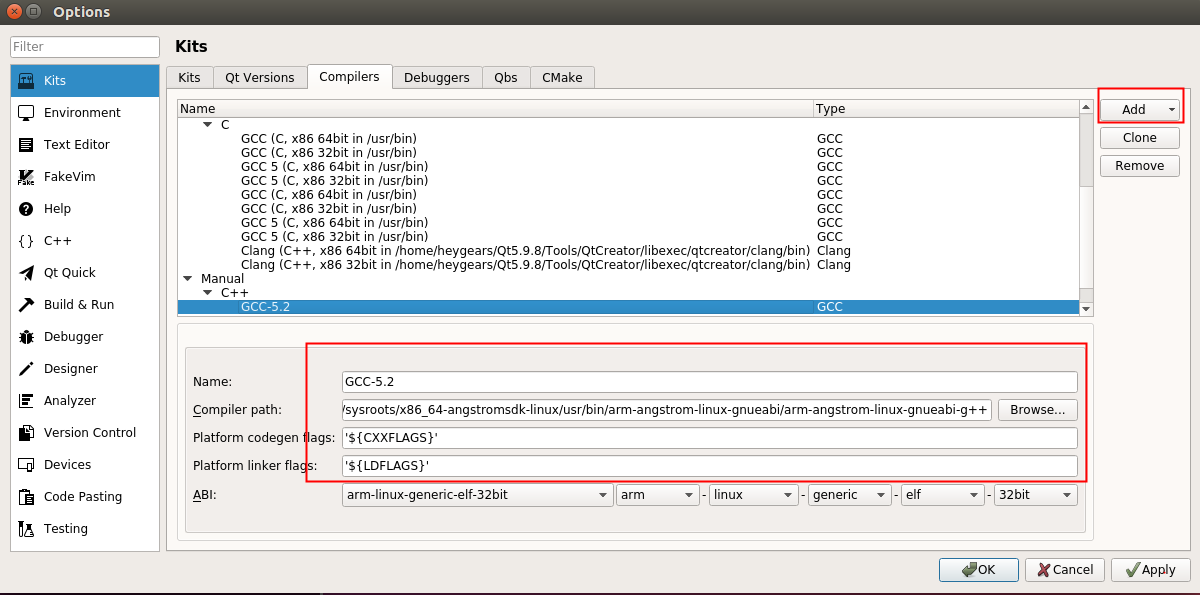 Options
Filter
Kits
Environment
Text Editor
FakeVim
Help
C++
Qt Quick
Build & Run
Debugger
Designer
Analyzer
Version Control
Devices
Code Pasting
Testing
Kits
Kits Qt Versions Compilers Debuggers Qbs CMake
Name Type
C
GCC (C, x86 64bit in /usr/bin) GCC
GCC (C, x86 32bit in /usr/bin) GCC
GCC 5 (C, x86 64bit in /usr/bin) GCC
GCC 5 (C, x86 32bit in /usr/bin) GCC
GCC (C, x86 64bit in /usr/bin) GCC
GCC (C, x86 32bit in /usr/bin) GCC
GCC 5 (C, x86 64bit in /usr/bin) GCC
GCC 5 (C, x86 32bit in /usr/bin) GCC
Clang (C++, x86 64bit in /home/heygears/Qt5.9.8/Tools/QtCreator/libexec/qtcreator/clang/bin) Clang
Clang (C++, x86 32bit in /home/heygears/Qt5.9.8/Tools/QtCreator/libexec/qtcreator/clang/bin) Clang
Manual
C++
GCC-5.2 GCC
Add
Clone
Remove
Name: GCC-5.2
Compiler path: /sysroots/x86_64-angstromsdk-linux/usr/bin/arm-angstrom-linux-gnueabi/arm-angstrom-linux-gnueabi-g++ Browse...
Platform codegen flags: '${CXXFLAGS}'
Platform linker flags: '${LDFLAGS}'
ABI: arm-linux-generic-elf-32bit arm - linux - generic - elf - 32bit
OK Cancel Apply